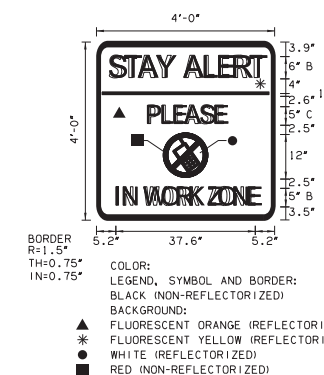 4'-0"
3.9"
STAY ALERT
6" B
4"
2.6"
1
PLEASE
5" C
2.5"
4'-0"
12"
2.5"
IN WORK ZONE
5" B
3.5"
5.2" 37.6" 5.2"
BORDER
R=1.5"
TH=0.75"
IN=0.75"
COLOR:
LEGEND, SYMBOL AND BORDER:
BLACK (NON-REFLECTORIZED)
BACKGROUND:
FLUORESCENT ORANGE (REFLECTORI
FLUORESCENT YELLOW (REFLECTORI
WHITE (REFLECTORIZED)
RED (NON-REFLECTORIZED)